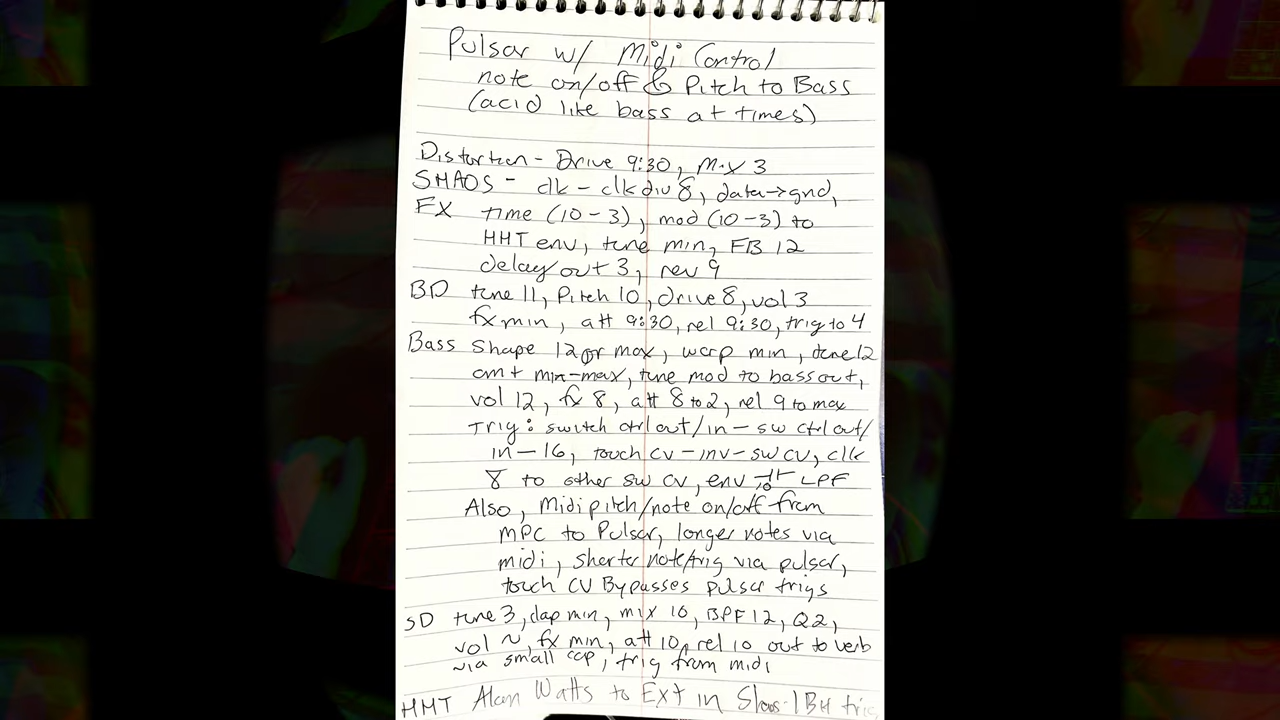 Pulsar w/ Midi Control
note on/off & Pitch to Bass
(acid like bass at times)
Distortion - Drive 9:30, Mix 3
SHAOS - clk - clk div 8, data→gnd,
FX time (10-3), mod (10-3) to
HHT env, tune min, FB 12
delay out 3, rev 9
BD tune 11, Pitch 10, drive 8, vol 3
fx min, att 9:30, rel 9:30, trig to 4
Bass Shape 12 or max, warp min, tune 12
amt min-max, tune mod to bass out,
vol 12, fx 8, att 8 to 2, rel 9 to max
Trig: switch ctrl out/in - sw ctrl out/
in - 16, touch CV - inv - sw CV, clk
8 to other sw CV, env LPF
Also, Midi pitch/note on/off from
MPC to Pulsar, longer notes via
midi, shorter note/trig via pulsar,
touch CV Bypasses pulsar trigs
SD tune 3, clap min, mix 10, BPF 12, Q2,
vol ~, fx min, att 10, rel 10 out to verb
via small cap, trig from midi
HHT Alan Watts to Ext in Shaos-1 BH trig